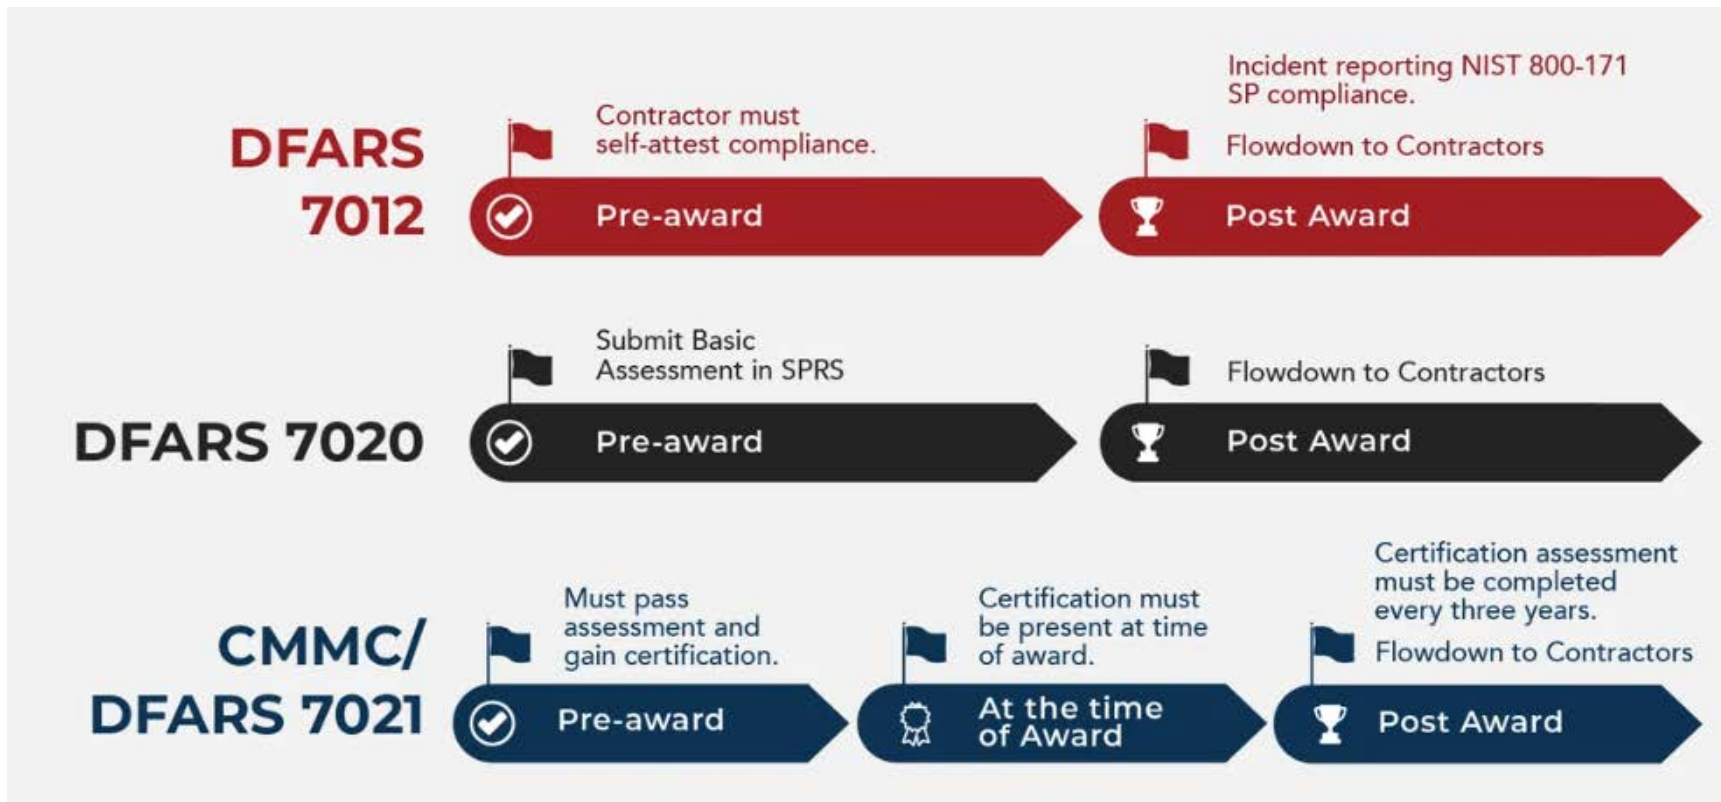 DFARS
7012
Contractor must
self-attest compliance.
Pre-award
Incident reporting NIST 800-171
SP compliance.
Flowdown to Contractors
Post Award
DFARS 7020
Submit Basic
Assessment in SPRS
Pre-award
Flowdown to Contractors
Post Award
CMMC/
DFARS 7021
Must pass
assessment and
gain certification.
Pre-award
Certification must
be present at time
of award.
At the time
of Award
Certification assessment
must be completed
every three years.
Flowdown to Contractors
Post Award